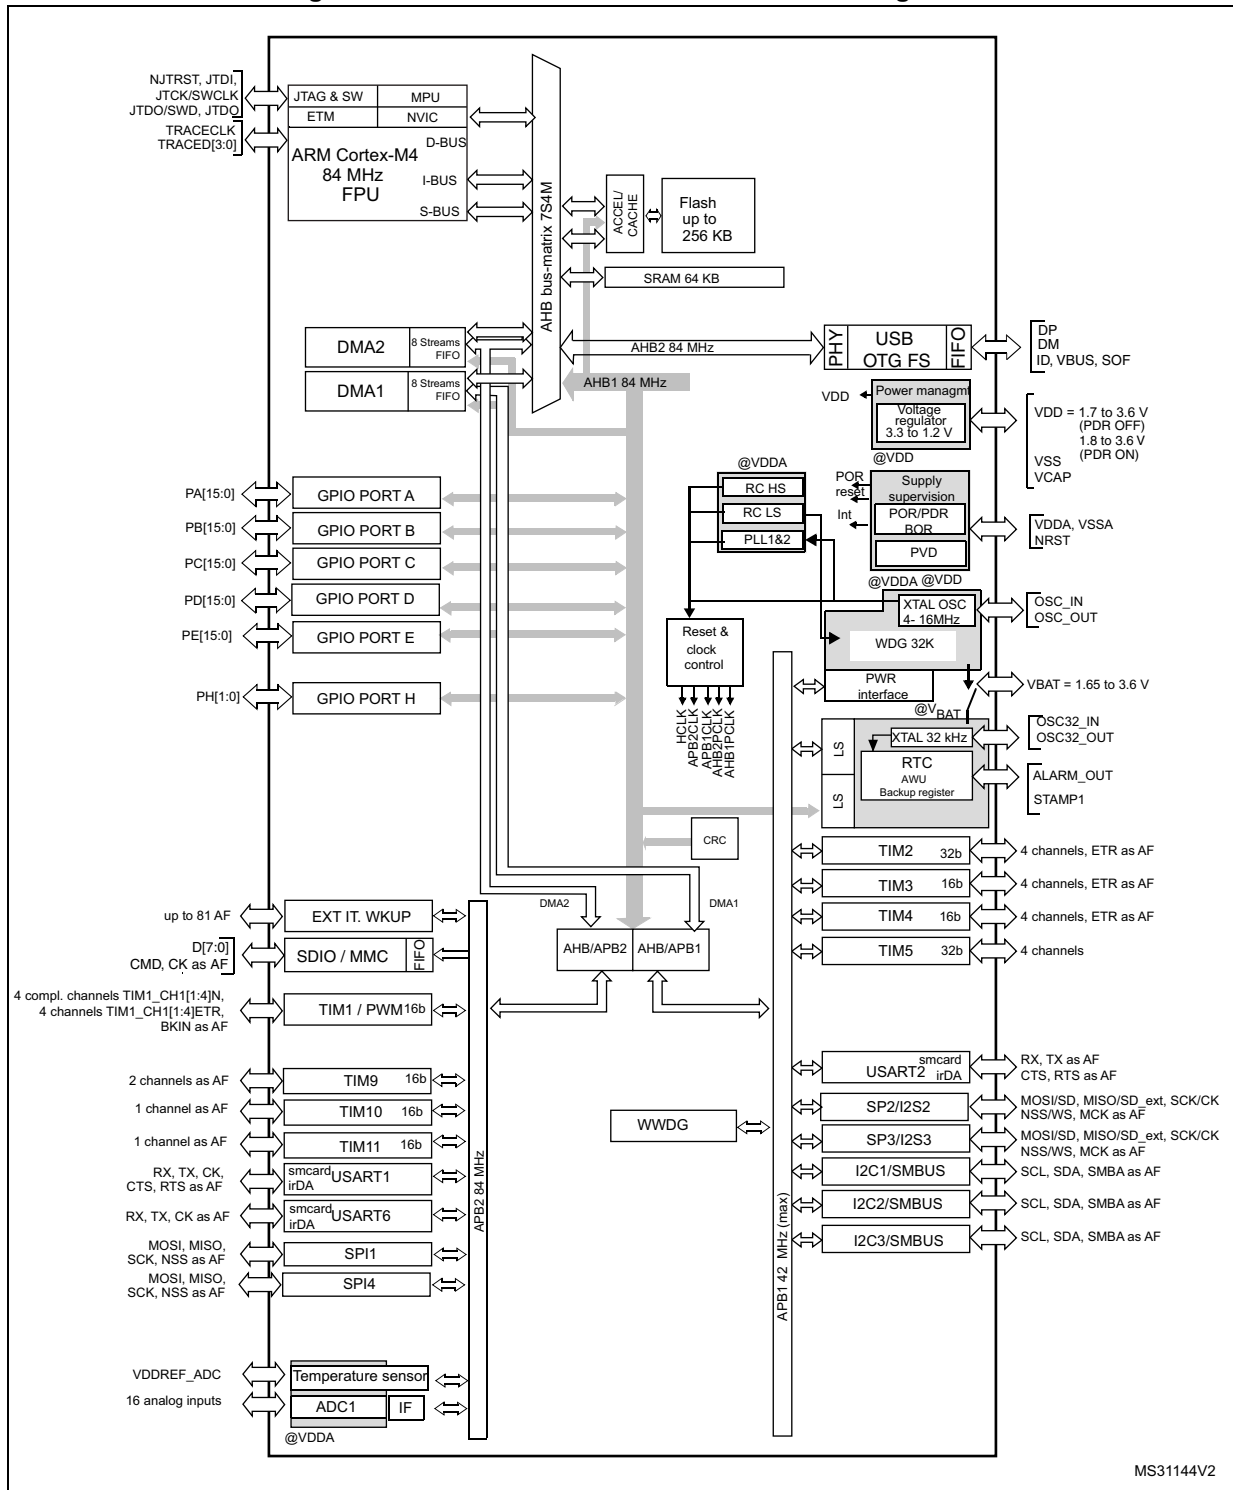 NJTRST, JTDI,
JTCK/SWCLK
JTDO/SWD, JTDO
TRACECLK
TRACED[3:0]
JTAG & SW
MPU
ETM
NVIC
ARM Cortex-M4
84 MHz
FPU
D-BUS
I-BUS
S-BUS
AHB bus-matrix 7S4M
ACCEL/
CACHE
Flash
up to
256 KB
SRAM 64 KB
DMA2
8 Streams
FIFO
DMA1
8 Streams
FIFO
AHB2 84 MHz
AHB1 84 MHz
PHY
USB
OTG FS
FIFO
DP
DM
ID, VBUS, SOF
VDD
Power managmt
Voltage
regulator
3.3 to 1.2 V
@VDD
VDD = 1.7 to 3.6 V
(PDR OFF)
1.8 to 3.6 V
(PDR ON)
VSS
VCAP
@VDDA
RC HS
RC LS
PLL1&2
POR
reset
Int
Supply
supervision
POR/PDR
BOR
PVD
VDDA, VSSA
NRST
@VDDA @VDD
PA[15:0]
GPIO PORT A
PB[15:0]
GPIO PORT B
PC[15:0]
GPIO PORT C
PD[15:0]
GPIO PORT D
PE[15:0]
GPIO PORT E
PH[1:0]
GPIO PORT H
XTAL OSC
4- 16MHz
OSC_IN
OSC_OUT
WDG 32K
Reset &
clock
control
HCLK
APB2CLK
APB1CLK
AHB2PCLK
AHB1PCLK
PWR
interface
VBAT = 1.65 to 3.6 V
@VBAT
OSC32_IN
OSC32_OUT
LS
LS
XTAL 32 kHz
RTC
AWU
Backup register
ALARM_OUT
STAMP1
CRC
TIM2 32b
4 channels, ETR as AF
TIM3 16b
4 channels, ETR as AF
TIM4 16b
4 channels, ETR as AF
TIM5 32b
4 channels
DMA2
DMA1
AHB/APB2
AHB/APB1
up to 81 AF
EXT IT. WKUP
D[7:0]
CMD, CK as AF
SDIO / MMC
FIFO
4 compl. channels TIM1_CH1[1:4]N,
4 channels TIM1_CH1[1:4]ETR,
BKIN as AF
TIM1 / PWM 16b
2 channels as AF
TIM9 16b
1 channel as AF
TIM10 16b
1 channel as AF
TIM11 16b
RX, TX, CK,
CTS, RTS as AF
smcard
irDA
USART1
RX, TX, CK as AF
smcard
irDA
USART6
MOSI, MISO,
SCK, NSS as AF
SPI1
MOSI, MISO,
SCK, NSS as AF
SPI4
APB2 84 MHz
WWDG
APB1 42 MHz (max)
USART2
smcard
irDA
RX, TX as AF
CTS, RTS as AF
SP2/I2S2
MOSI/SD, MISO/SD_ext, SCK/CK
NSS/WS, MCK as AF
SP3/I2S3
MOSI/SD, MISO/SD_ext, SCK/CK
NSS/WS, MCK as AF
I2C1/SMBUS
SCL, SDA, SMBA as AF
I2C2/SMBUS
SCL, SDA, SMBA as AF
I2C3/SMBUS
SCL, SDA, SMBA as AF
VDDREF_ADC
Temperature sensor
16 analog inputs
ADC1
IF
@VDDA
MS31144V2